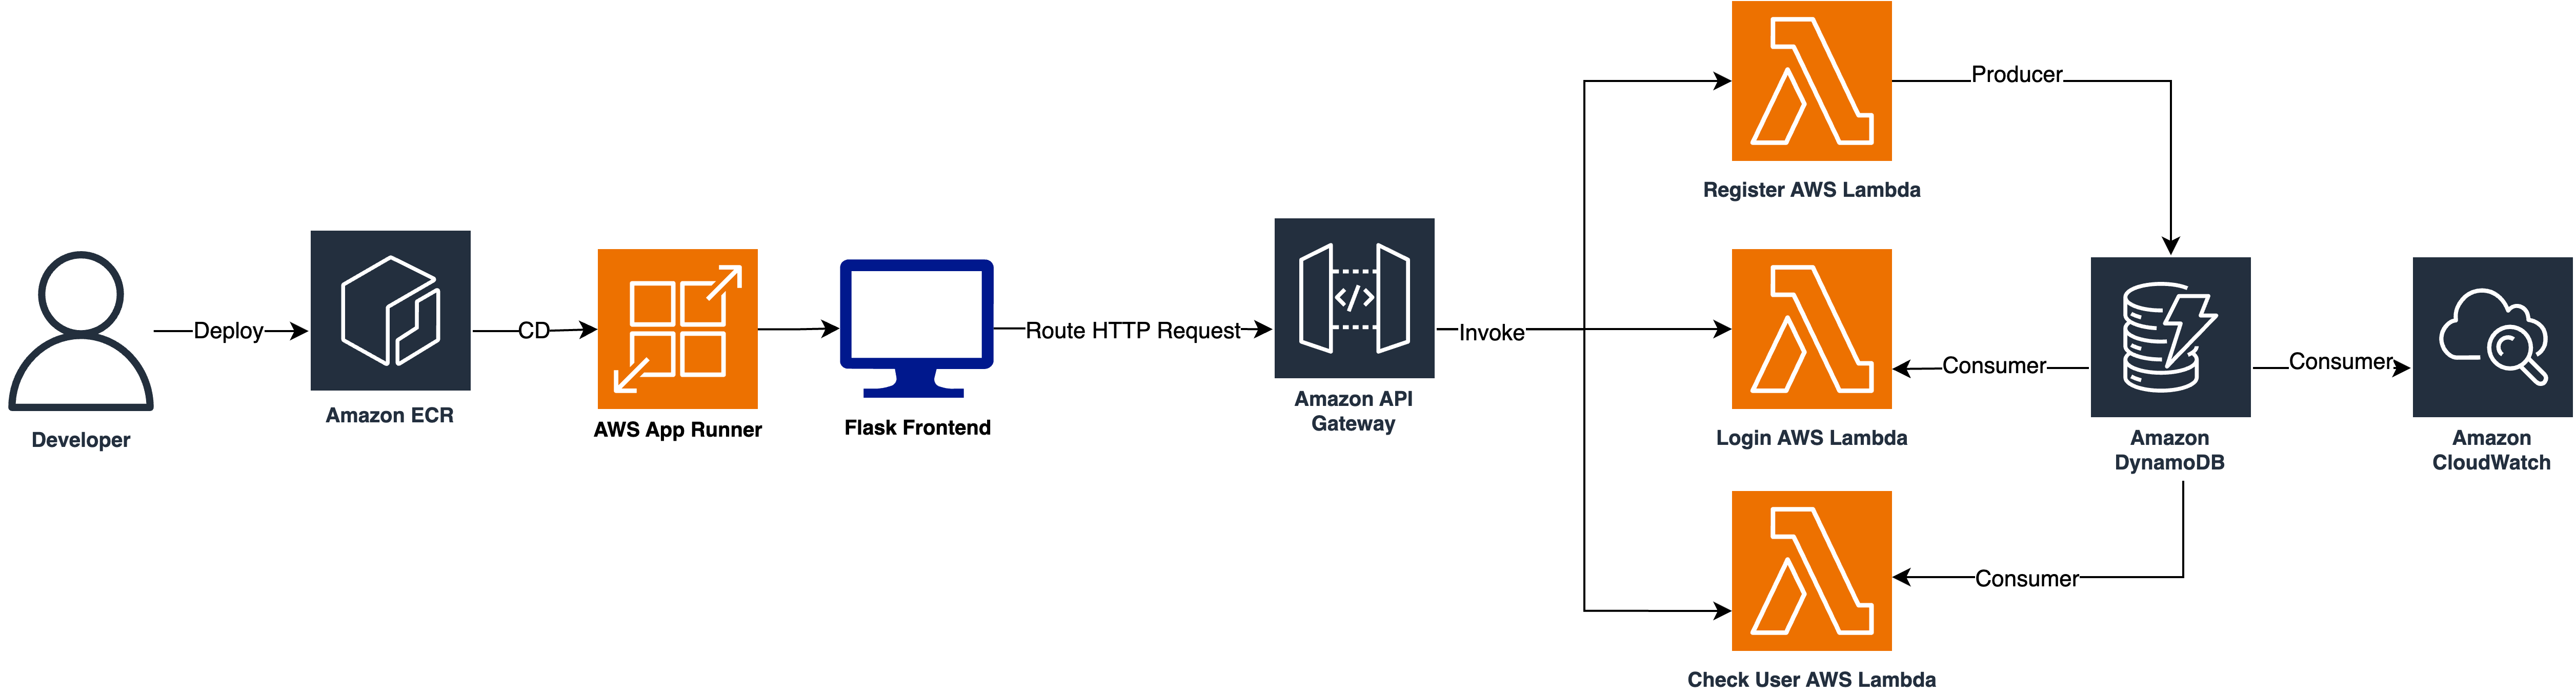 Developer
Deploy
Amazon ECR
CD
AWS App Runner
Flask Frontend
Route HTTP Request
Amazon API
Gateway
Invoke
Register AWS Lambda
Producer
Login AWS Lambda
Consumer
Check User AWS Lambda
Consumer
Amazon
DynamoDB
Consumer
Amazon
CloudWatch